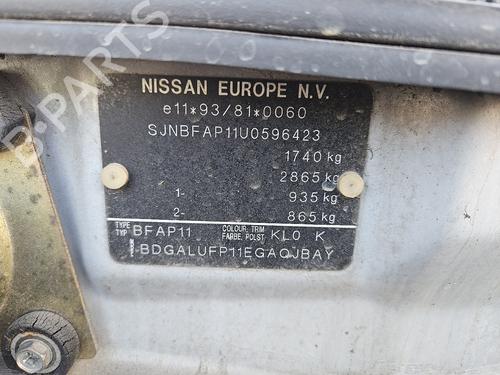 NISSAN EUROPE N.V.
e11*93/81*0060
SJNBFAP11U0596423
1740 kg
2865 kg
1- 935 kg
2- 865 kg
TYPE TYP BFAP11 COLOUR, TRIM FARBE, POLST. KL0 K
BDGALUFP11EGAQJBAY